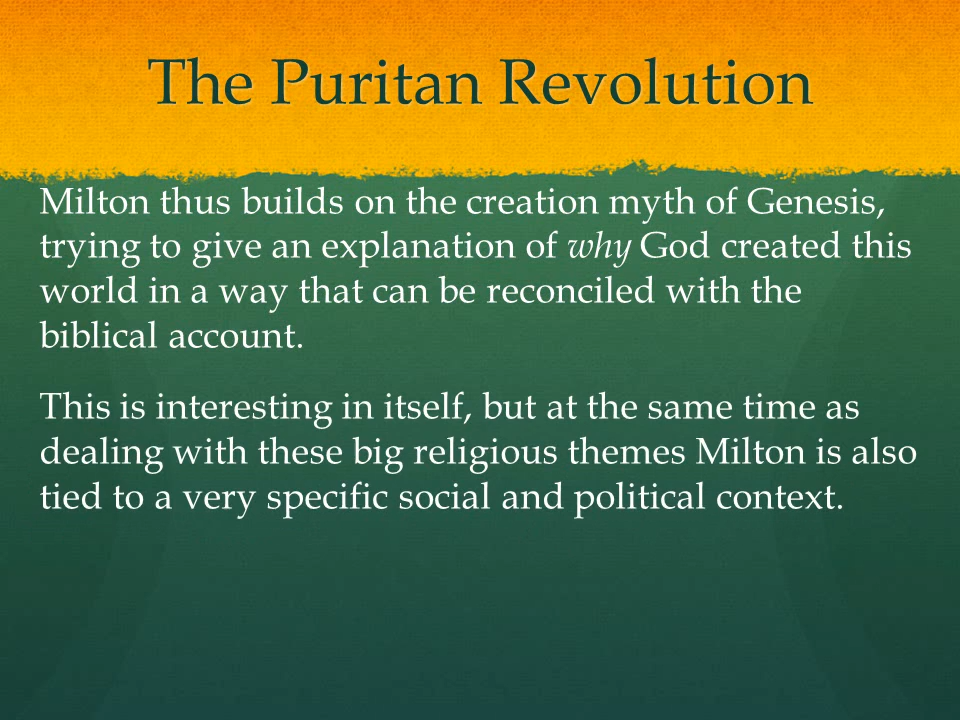 The Puritan Revolution
Milton thus builds on the creation myth of Genesis,
trying to give an explanation of why God created this
world in a way that can be reconciled with the
biblical account.
This is interesting in itself, but at the same time as
dealing with these big religious themes Milton is also
tied to a very specific social and political context.